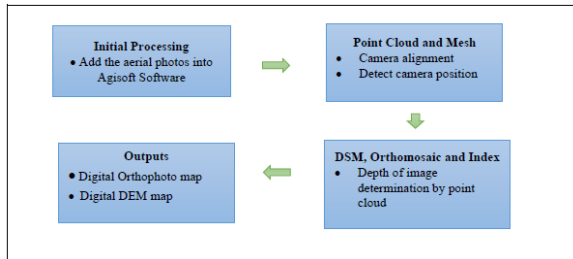 Initial Processing
• Add the aerial photos into
Agisoft Software
Point Cloud and Mesh
• Camera alignment
• Detect camera position
DSM, Orthomosaic and Index
• Depth of image
determination by point
cloud
Outputs
• Digital Orthophoto map
• Digital DEM map